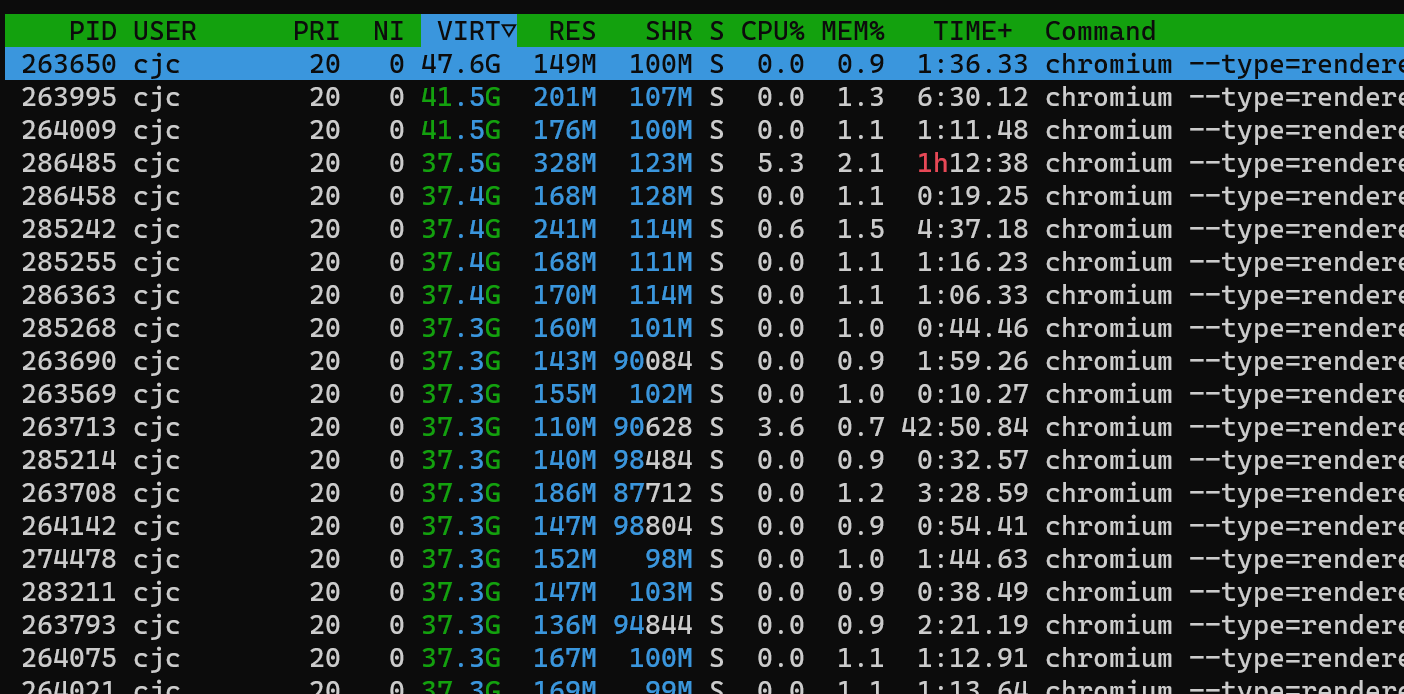 PID USER PRI NI VIRT▽ RES SHR S CPU% MEM% TIME+ Command
263650 cjc 20 0 47.6G 149M 100M S 0.0 0.9 1:36.33 chromium --type=rendere
263995 cjc 20 0 41.5G 201M 107M S 0.0 1.3 6:30.12 chromium --type=rendere
264009 cjc 20 0 41.5G 176M 100M S 0.0 1.1 1:11.48 chromium --type=rendere
286485 cjc 20 0 37.5G 328M 123M S 5.3 2.1 1h12:38 chromium --type=rendere
286458 cjc 20 0 37.4G 168M 128M S 0.0 1.1 0:19.25 chromium --type=rendere
285242 cjc 20 0 37.4G 241M 114M S 0.6 1.5 4:37.18 chromium --type=rendere
285255 cjc 20 0 37.4G 168M 111M S 0.0 1.1 1:16.23 chromium --type=rendere
286363 cjc 20 0 37.4G 170M 114M S 0.0 1.1 1:06.33 chromium --type=rendere
285268 cjc 20 0 37.3G 160M 101M S 0.0 1.0 0:44.46 chromium --type=rendere
263690 cjc 20 0 37.3G 143M 90084 S 0.0 0.9 1:59.26 chromium --type=rendere
263569 cjc 20 0 37.3G 155M 102M S 0.0 1.0 0:10.27 chromium --type=rendere
263713 cjc 20 0 37.3G 110M 90628 S 3.6 0.7 42:50.84 chromium --type=rendere
285214 cjc 20 0 37.3G 140M 98484 S 0.0 0.9 0:32.57 chromium --type=rendere
263708 cjc 20 0 37.3G 186M 87712 S 0.0 1.2 3:28.59 chromium --type=rendere
264142 cjc 20 0 37.3G 147M 98804 S 0.0 0.9 0:54.41 chromium --type=rendere
274478 cjc 20 0 37.3G 152M 98M S 0.0 1.0 1:44.63 chromium --type=rendere
283211 cjc 20 0 37.3G 147M 103M S 0.0 0.9 0:38.49 chromium --type=rendere
263793 cjc 20 0 37.3G 136M 94844 S 0.0 0.9 2:21.19 chromium --type=rendere
264075 cjc 20 0 37.3G 167M 100M S 0.0 1.1 1:12.91 chromium --type=rendere
264021 cjc 20 0 37.3G 169M 99M S 0.0 1.1 1:13.64 chromium --type=rendere